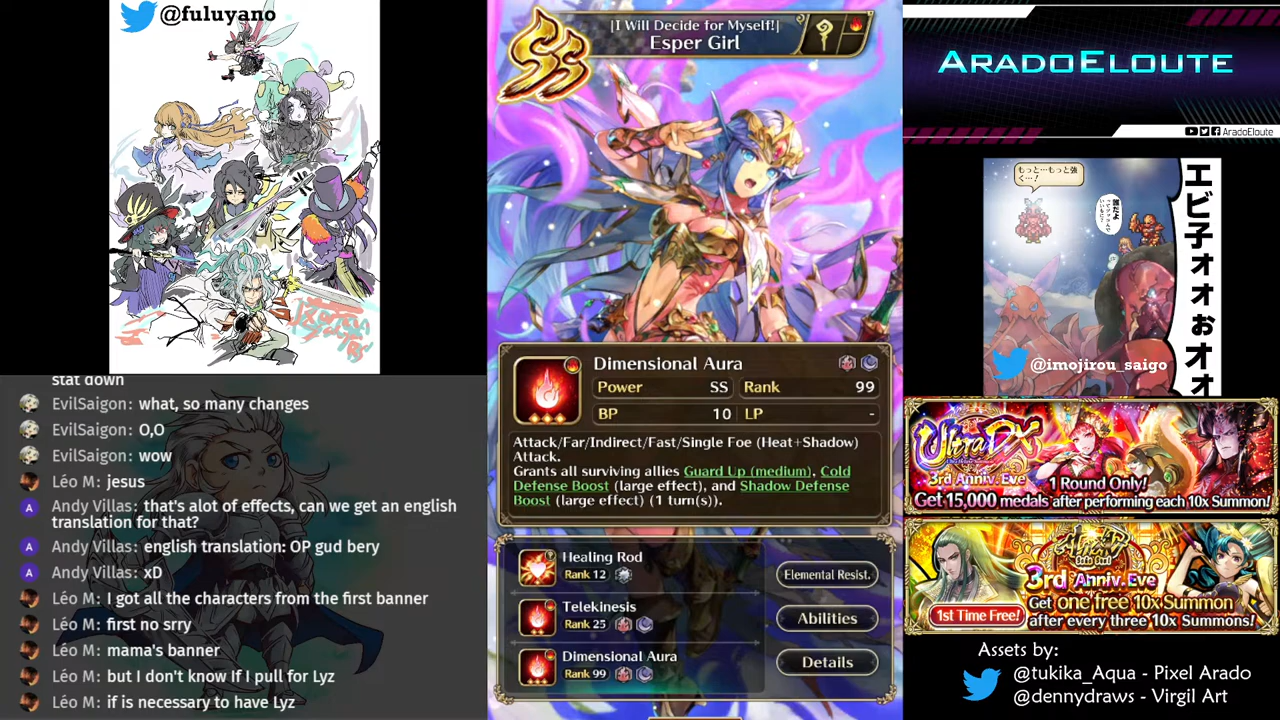 @fuluyano
stat down
EvilSaigon: what, so many changes
EvilSaigon: O,O
EvilSaigon: wow
Léo M: jesus
A Andy Villas: that's alot of effects, can we get an english
translation for that?
A Andy Villas: english translation: OP gud bery
A Andy Villas: xD
Léo M: I got all the characters from the first banner
Léo M: first no srry
Léo M: mama's banner
Léo M: but I don't know If I pull for Lyz
Léo M: if is necessary to have Lyz
SS
[I Will Decide for Myself!]
Esper Girl
Dimensional Aura
Power SS Rank 99
BP 10 LP -
Attack/Far/Indirect/Fast/Single Foe (Heat+Shadow)
Attack.
Grants all surviving allies Guard Up (medium), Cold
Defense Boost (large effect), and Shadow Defense
Boost (large effect) (1 turn(s)).
Healing Rod
Rank 12
Telekinesis
Rank 25
Dimensional Aura
Rank 99
Elemental Resist.
Abilities
Details
ARADOELOUTE
AradoEloute
もっと…もっと強
く…!
エビ子ォォぉオォ
@imojirou_saigo
Ultra DX
3rd Anniv. Eve
1 Round Only!
Get 15,000 medals after performing each 10x Summon!
3rd Anniv. Eve
1st Time Free!
Get one free 10x Summon
after every three 10x Summons!
Assets by:
@tukika_Aqua - Pixel Arado
@dennydraws - Virgil Art